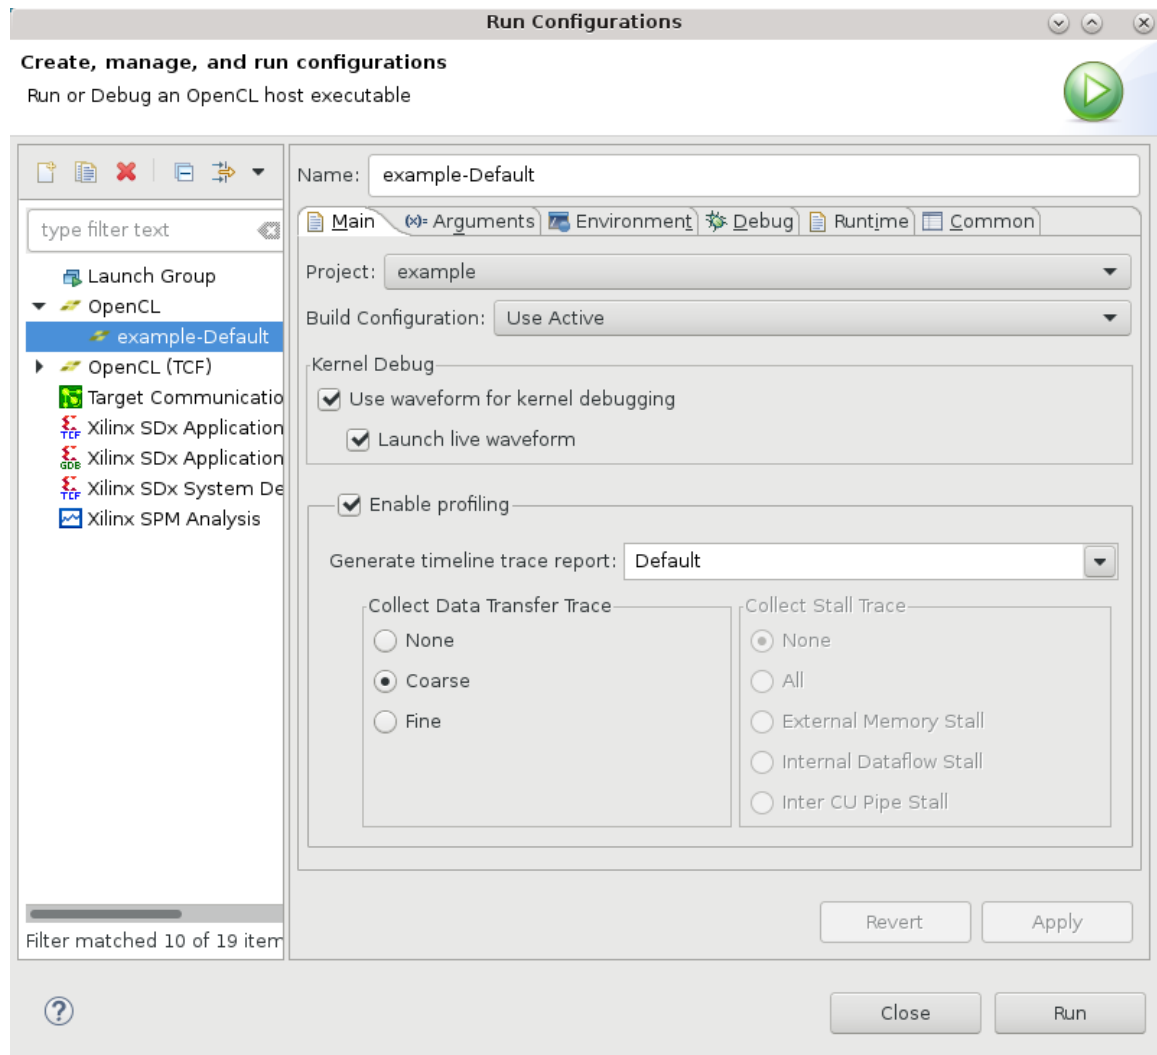 Run Configurations
Create, manage, and run configurations
Run or Debug an OpenCL host executable
type filter text
Launch Group
OpenCL
example-Default
OpenCL (TCF)
Target Communicatio
TCF Xilinx SDx Application
GDB Xilinx SDx Application
TCF Xilinx SDx System De
Xilinx SPM Analysis
Filter matched 10 of 19 item
Name: example-Default
Main (x)= Arguments Environment Debug Runtime Common
Project: example
Build Configuration: Use Active
Kernel Debug
Use waveform for kernel debugging
Launch live waveform
Enable profiling
Generate timeline trace report: Default
Collect Data Transfer Trace
None
Coarse
Fine
Collect Stall Trace
None
All
External Memory Stall
Internal Dataflow Stall
Inter CU Pipe Stall
Revert Apply
? Close Run